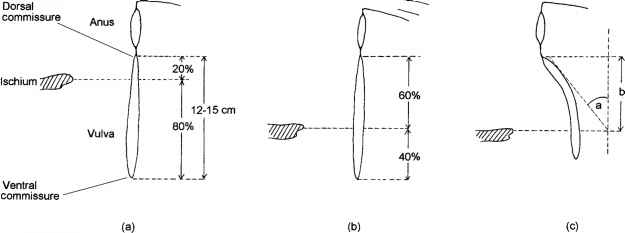 Dorsal
commissure
Anus
Ischium
20%
12-15 cm
80%
Vulva
Ventral
commissure
(a)
60%
40%
(b)
a
b
(c)